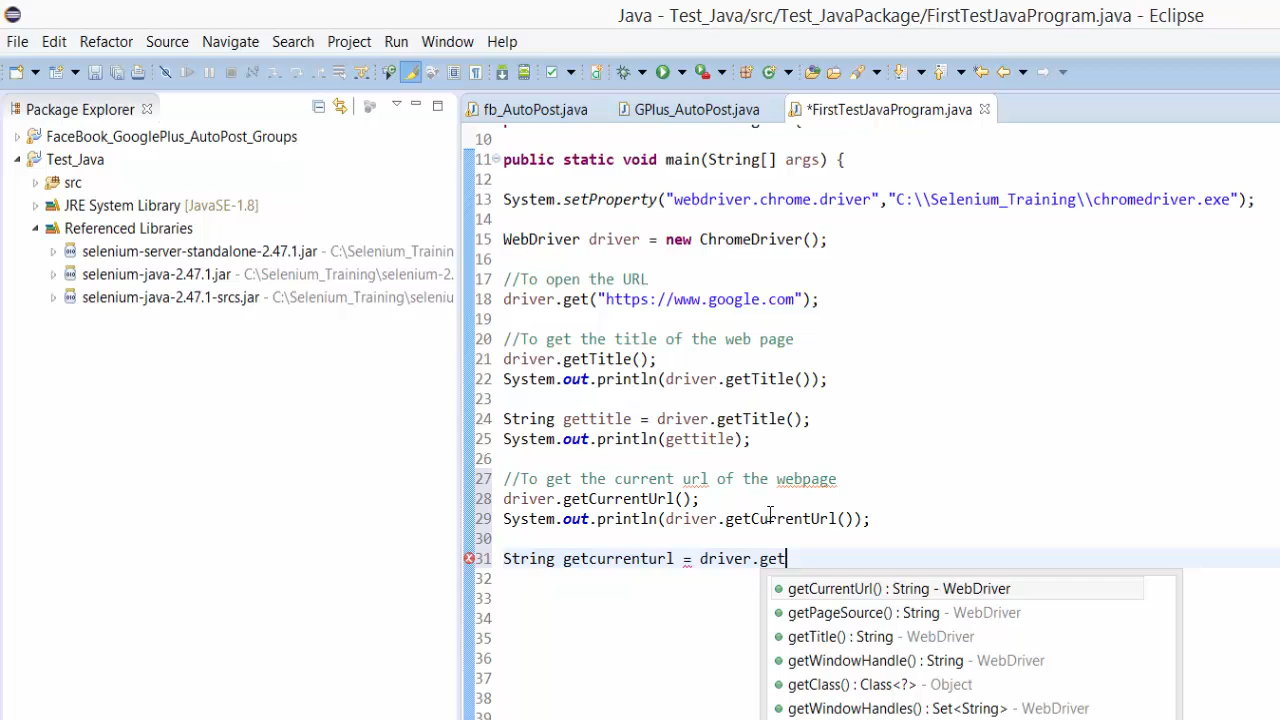 Java - Test_Java/src/Test_JavaPackage/FirstTestJavaProgram.java - Eclipse
File Edit Refactor Source Navigate Search Project Run Window Help
Package Explorer
fb_AutoPost.java
GPlus_AutoPost.java
*FirstTestJavaProgram.java
FaceBook_GooglePlus_AutoPost_Groups
Test_Java
src
JRE System Library [JavaSE-1.8]
Referenced Libraries
selenium-server-standalone-2.47.1.jar - C:\Selenium_Trainin
selenium-java-2.47.1.jar - C:\Selenium_Training\selenium-2.
selenium-java-2.47.1-srcs.jar - C:\Selenium_Training\seleniu
10
11 public static void main(String[] args) {
12
13 System.setProperty("webdriver.chrome.driver","C:\\Selenium_Training\\chromedriver.exe");
14
15 WebDriver driver = new ChromeDriver();
16
17 //To open the URL
18 driver.get("https://www.google.com");
19
20 //To get the title of the web page
21 driver.getTitle();
22 System.out.println(driver.getTitle());
24 String gettitle = driver.getTitle();
25 System.out.println(gettitle);
26
27 //To get the current url of the webpage
28 driver.getCurrentUrl();
29 System.out.println(driver.getCurrentUrl());
30
31 String getcurrenturl = driver.get
32
33
34
35
36
37
38
39
getCurrentUrl() : String - WebDriver
getPageSource() : String - WebDriver
getTitle() : String - WebDriver
getWindowHandle() : String - WebDriver
getClass() : Class<?> - Object
getWindowHandles() : Set<String> - WebDriver